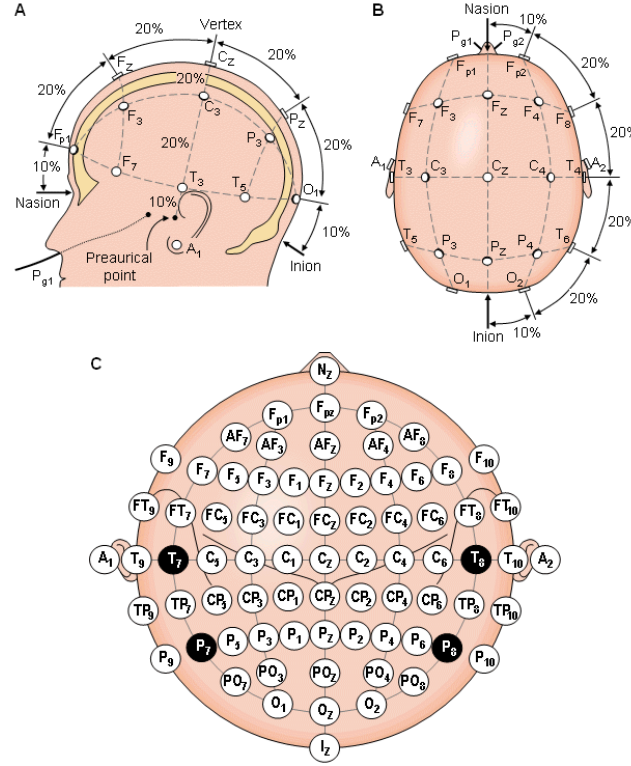 A
Vertex
20%
20%
Fz
Cz
20%
20%
F3
C3
20%
Pz
P3
20%
Fp1
F7
10%
T3
T5
O1
Nasion
10%
10%
Preaurical
point
A1
Inion
Pg1
B
Nasion
10%
Pg1 Pg2
Fp1 Fp2
20%
F7 F3 Fz F4 F8
20%
A1 T3 C3 Cz C4 T4 A2
20%
T5 P3 Pz P4 T6
O1 O2
20%
10%
Inion
C
Nz
Fp1 Fpz Fp2
AF7 AF3 AFz AF4 AF8
F9 F7 F5 F3 F1 Fz F2 F4 F6 F8 F10
FT9 FT7 FC5 FC3 FC1 FCz FC2 FC4 FC6 FT8 FT10
A1 T9 T7 C5 C3 C1 Cz C2 C4 C6 T8 T10 A2
TP9 TP7 CP5 CP3 CP1 CPz CP2 CP4 CP6 TP8 TP10
P9 P7 P5 P3 P1 Pz P2 P4 P6 P8 P10
PO7 PO3 POz PO4 PO8
O1 Oz O2
Iz